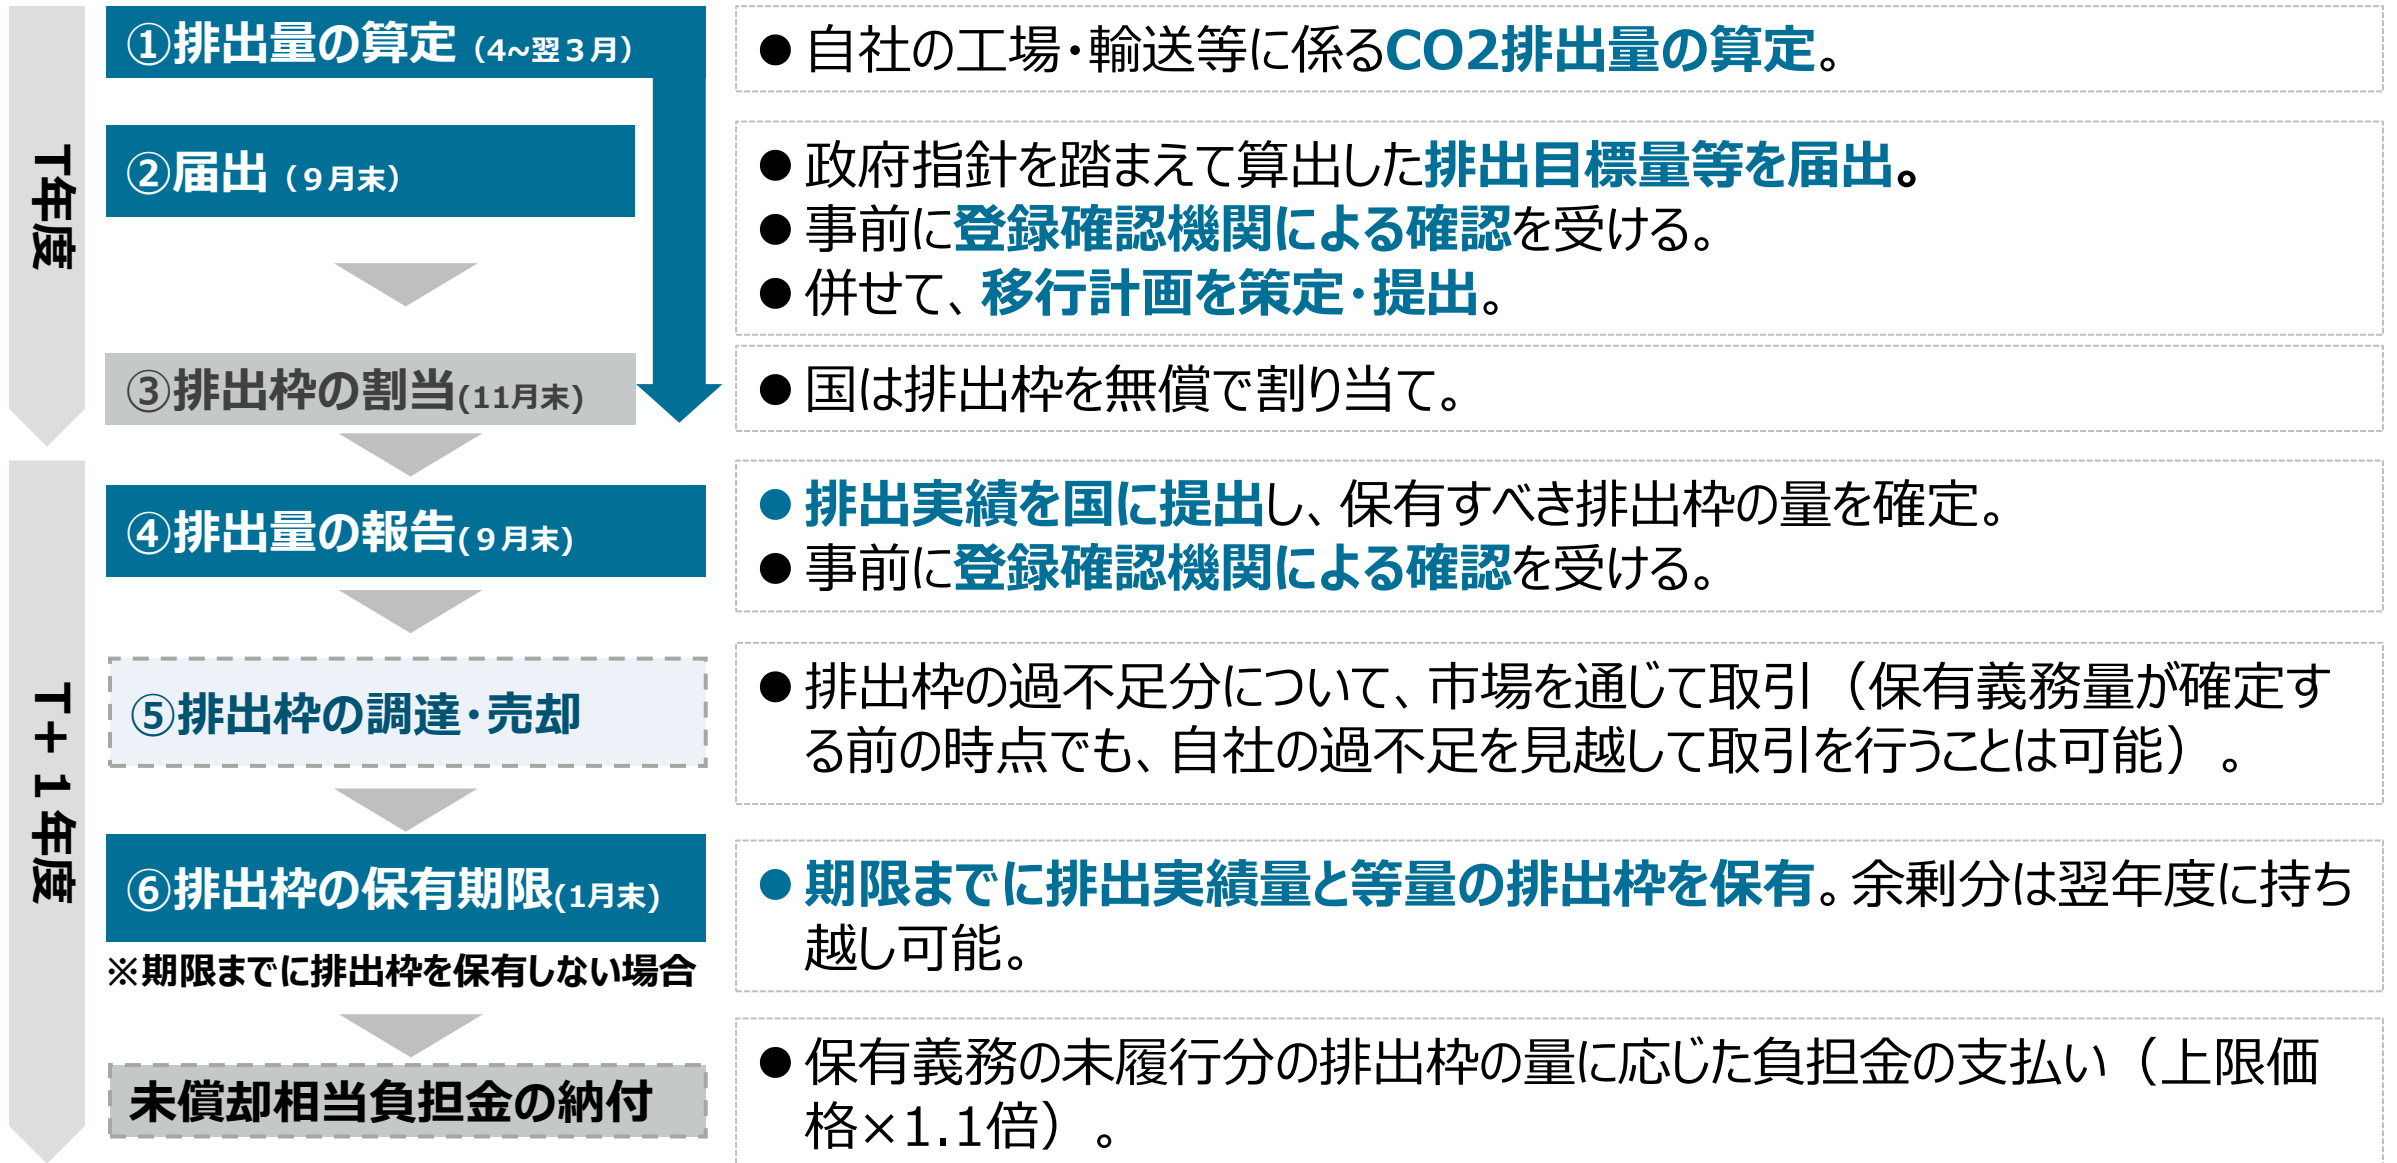 T年度
①排出量の算定（4~翌３月）
●自社の工場・輸送等に係るCO2排出量の算定。
②届出（９月末）
●政府指針を踏まえて算出した排出目標量等を届出。
●事前に登録確認機関による確認を受ける。
●併せて、移行計画を策定・提出。
③排出枠の割当(11月末)
●国は排出枠を無償で割り当て。
T＋１年度
④排出量の報告(９月末)
●排出実績を国に提出し、保有すべき排出枠の量を確定。
●事前に登録確認機関による確認を受ける。
⑤排出枠の調達・売却
●排出枠の過不足分について、市場を通じて取引（保有義務量が確定す
る前の時点でも、自社の過不足を見越して取引を行うことは可能）。
⑥排出枠の保有期限(1月末)
●期限までに排出実績量と等量の排出枠を保有。余剰分は翌年度に持ち
越し可能。
※期限までに排出枠を保有しない場合
未償却相当負担金の納付
●保有義務の未履行分の排出枠の量に応じた負担金の支払い（上限価
格×1.1倍）。